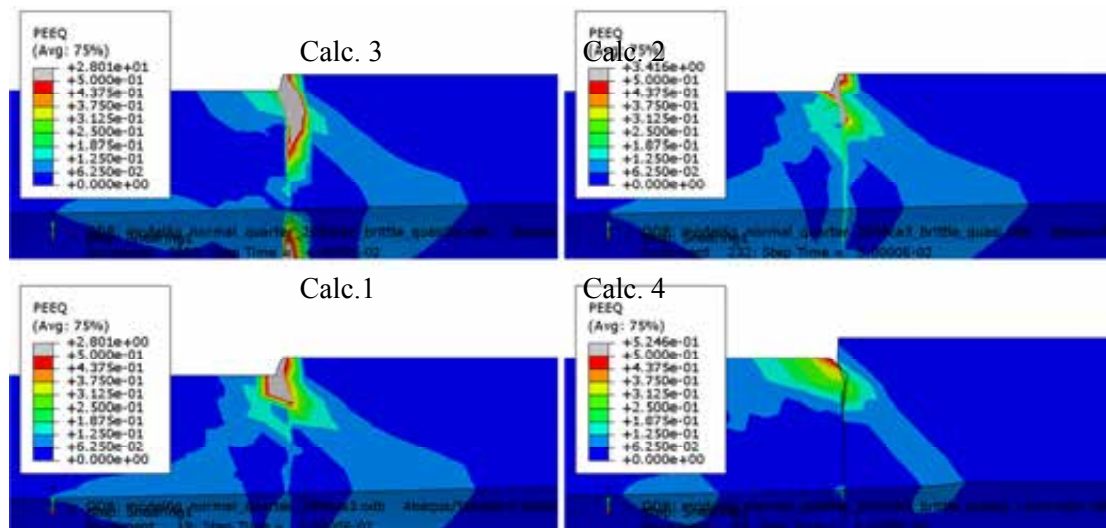 PEEQ
(Avg: 75%)
+2.801e+01
+5.000e-01
+4.375e-01
+3.750e-01
+3.125e-01
+2.500e-01
+1.875e-01
+1.250e-01
+6.250e-02
+0.000e+00
Calc. 3
PEEQ
(Avg: 75%)
+3.416e+00
+5.000e-01
+4.375e-01
+3.750e-01
+3.125e-01
+2.500e-01
+1.875e-01
+1.250e-01
+6.250e-02
+0.000e+00
Calc. 2
PEEQ
(Avg: 75%)
+2.801e+00
+5.000e-01
+4.375e-01
+3.750e-01
+3.125e-01
+2.500e-01
+1.875e-01
+1.250e-01
+6.250e-02
+0.000e+00
Calc.1
PEEQ
(Avg: 75%)
+5.246e-01
+5.000e-01
+4.375e-01
+3.750e-01
+3.125e-01
+2.500e-01
+1.875e-01
+1.250e-01
+6.250e-02
+0.000e+00
Calc. 4